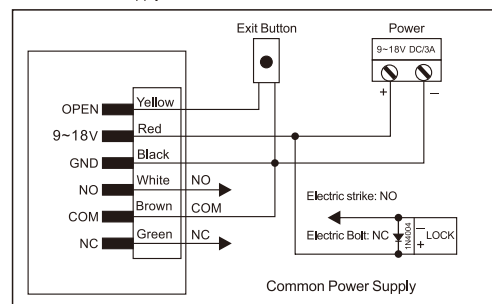 Exit Button
Power
9~18V DC/3A
+ −
OPEN Yellow
9~18V Red
GND Black
NO White NO
COM Brown COM
NC Green NC
Electric strike: NO
Electric Bolt: NC
1N4004
−
+
LOCK
Common Power Supply